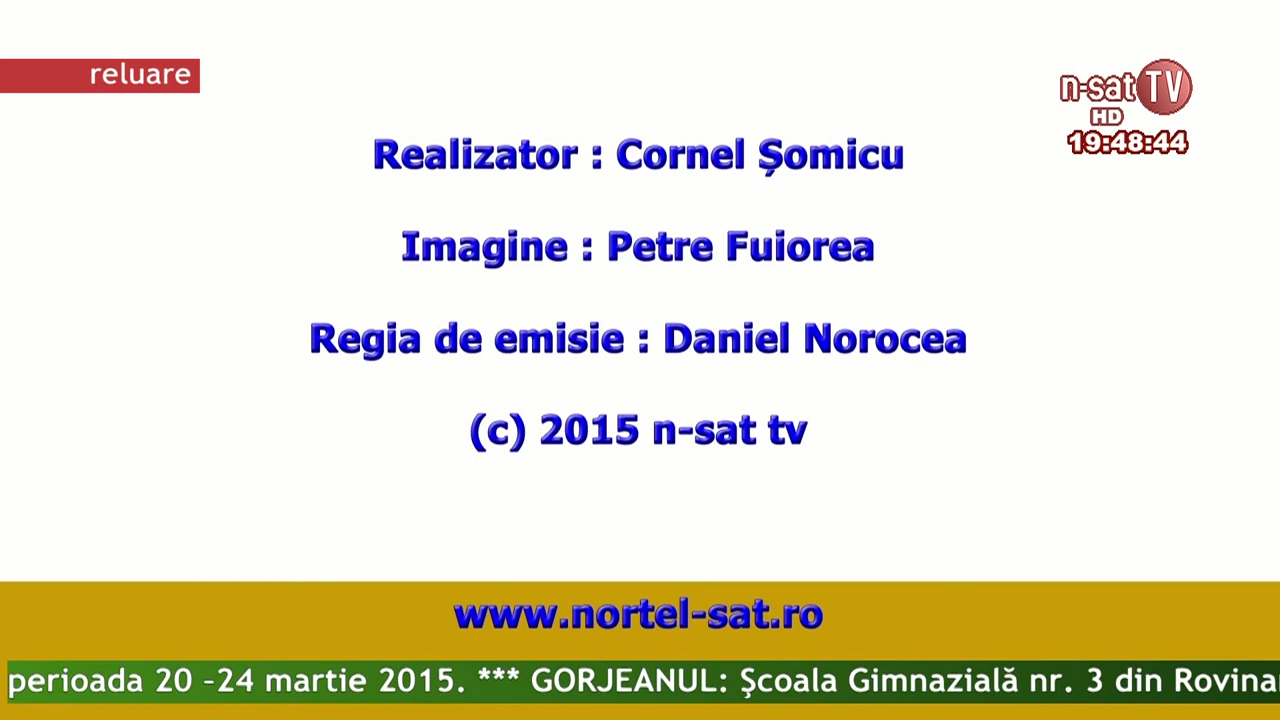 reluare
n-sat TV
HD
19:48:44
Realizator : Cornel Șomicu
Imagine : Petre Fuiorea
Regia de emisie : Daniel Norocea
(c) 2015 n-sat tv
www.nortel-sat.ro
perioada 20 –24 martie 2015. *** GORJEANUL: Şcoala Gimnazială nr. 3 din Rovinar